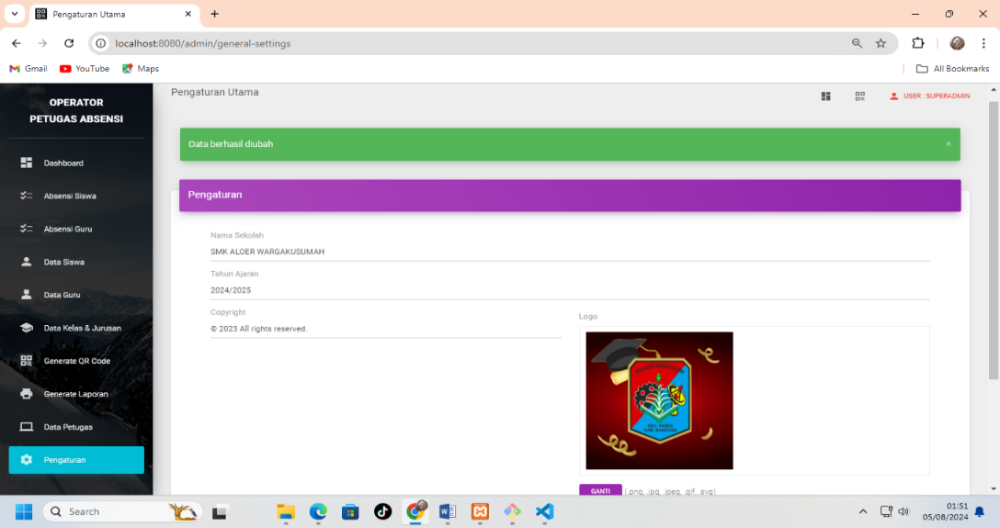 Pengaturan Utama
localhost:8080/admin/general-settings
Gmail
YouTube
Maps
All Bookmarks
OPERATOR
PETUGAS ABSENSI
Dashboard
Absensi Siswa
Absensi Guru
Data Siswa
Data Guru
Data Kelas & Jurusan
Generate QR Code
Generate Laporan
Data Petugas
Pengaturan
Pengaturan Utama
USER : SUPERADMIN
Data berhasil diubah
×
Pengaturan
Nama Sekolah
SMK ALOER WARGAKUSUMAH
Tahun Ajaran
2024/2025
Copyright
© 2023 All rights reserved.
Logo
GANTI
(.png, .jpg, .jpeg, .gif, .svg)
Search
01:51
05/08/2024